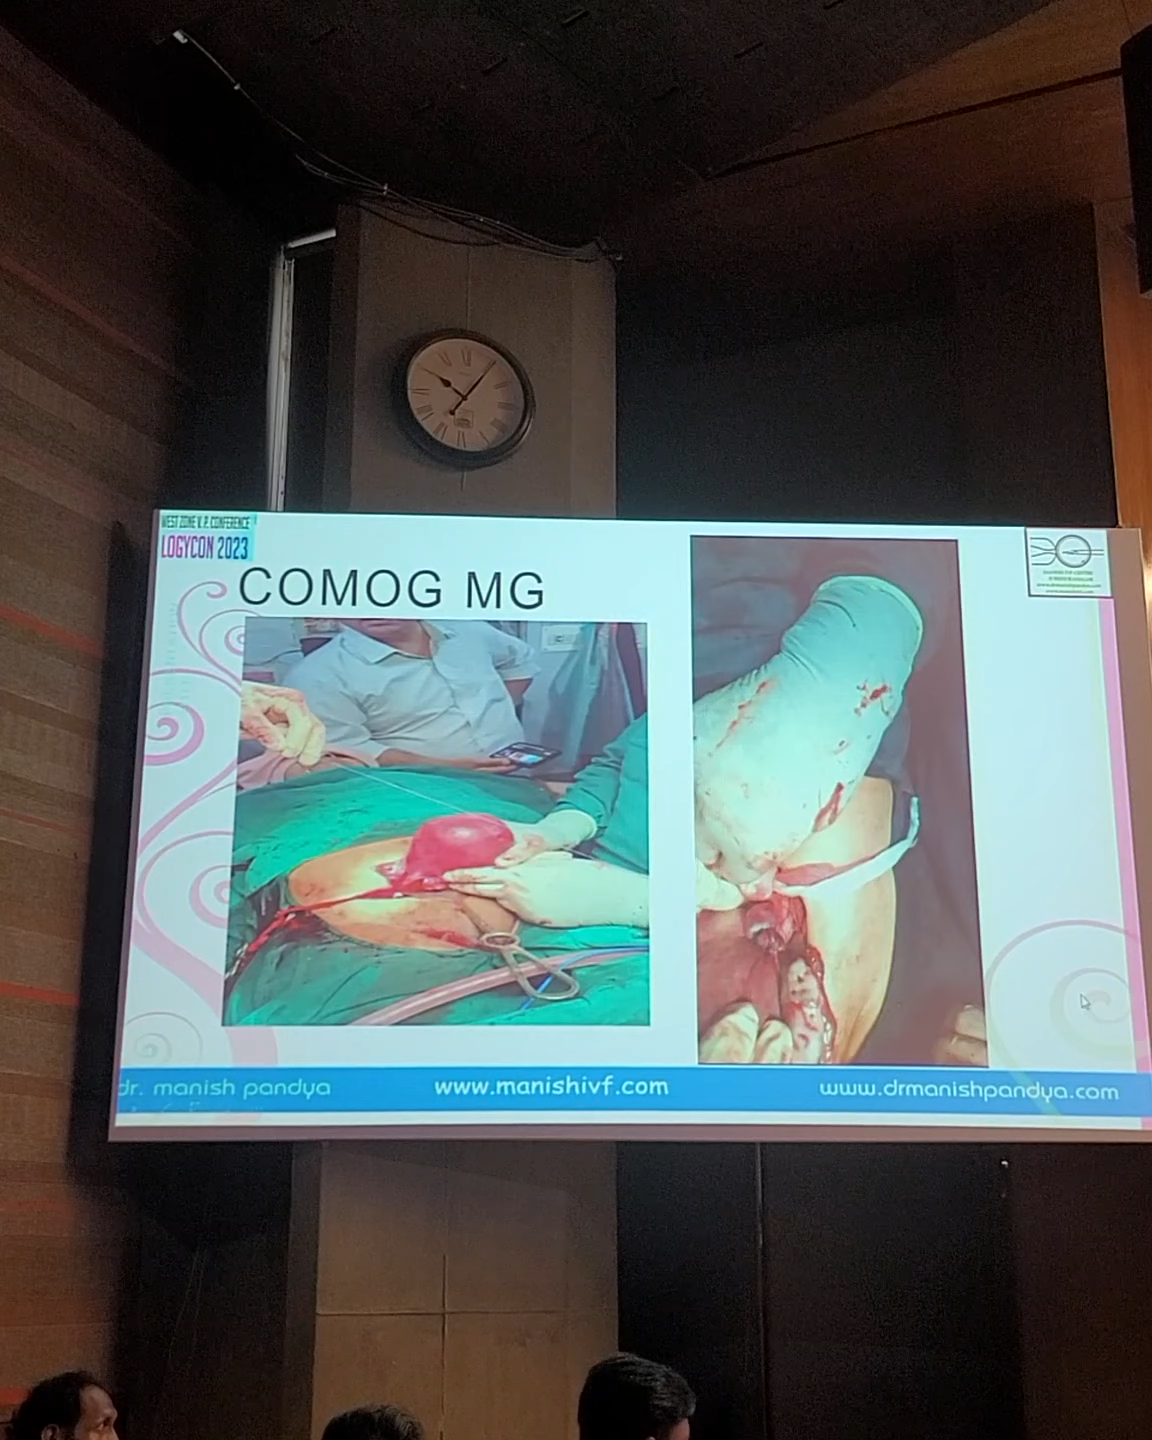 WEST ZONE V. P. CONFERENCE
LOGYCON 2023
COMOG MG
dr. manish pandya
www.manishivf.com
www.drmanishpandya.com